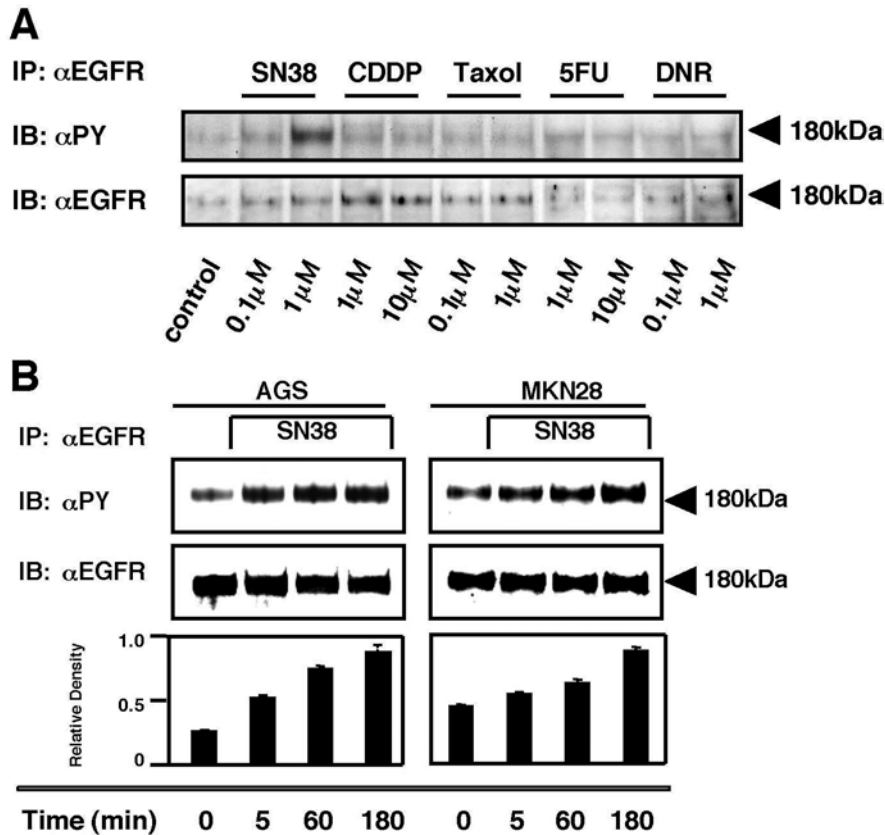 A
IP: αEGFR SN38 CDDP Taxol 5FU DNR
IB: αPY 180kDa
IB: αEGFR 180kDa
control 0.1μM 1μM 1μM 10μM 0.1μM 1μM 1μM 10μM 0.1μM 1μM
B
AGS MKN28
IP: αEGFR SN38 SN38
IB: αPY 180kDa
IB: αEGFR 180kDa
Relative Density
1.0
0.5
0
Time (min) 0 5 60 180 0 5 60 180